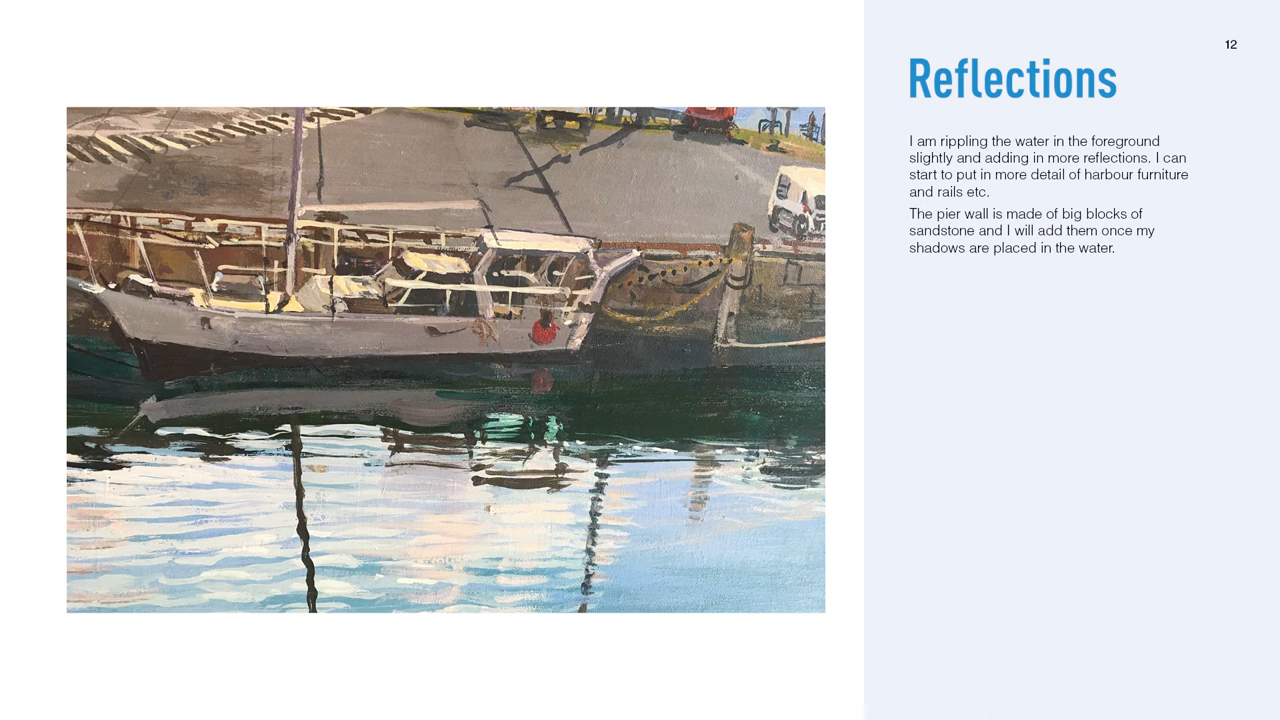 12
Reflections
I am rippling the water in the foreground
slightly and adding in more reflections. I can
start to put in more detail of harbour furniture
and rails etc.
The pier wall is made of big blocks of
sandstone and I will add them once my
shadows are placed in the water.